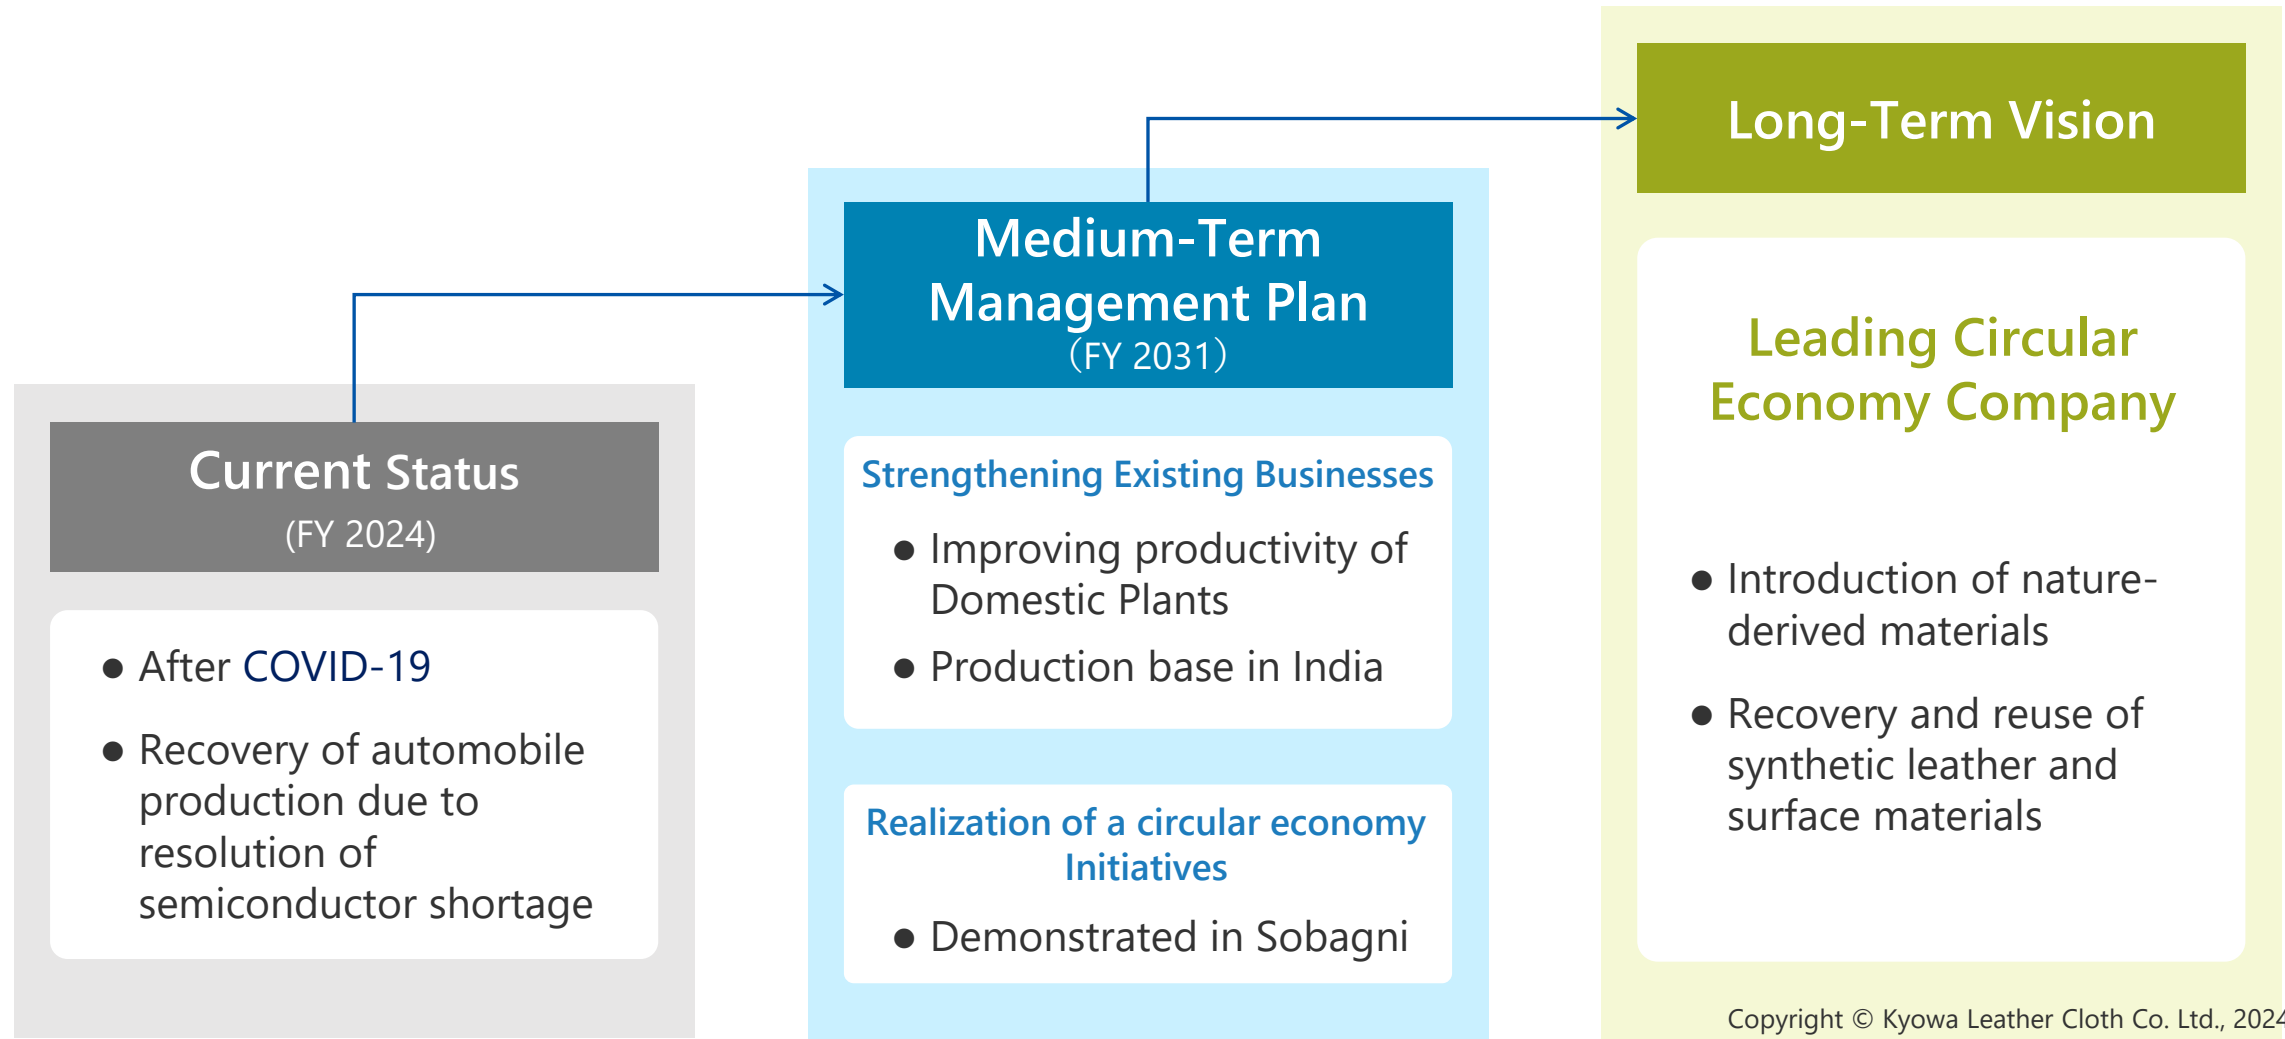 Current Status
(FY 2024)
● After COVID-19
● Recovery of automobile
production due to
resolution of
semiconductor shortage
Medium-Term
Management Plan
（FY 2031）
Strengthening Existing Businesses
● Improving productivity of
Domestic Plants
● Production base in India
Realization of a circular economy
Initiatives
● Demonstrated in Sobagni
Long-Term Vision
Leading Circular
Economy Company
● Introduction of nature-
derived materials
● Recovery and reuse of
synthetic leather and
surface materials
Copyright © Kyowa Leather Cloth Co. Ltd., 2024